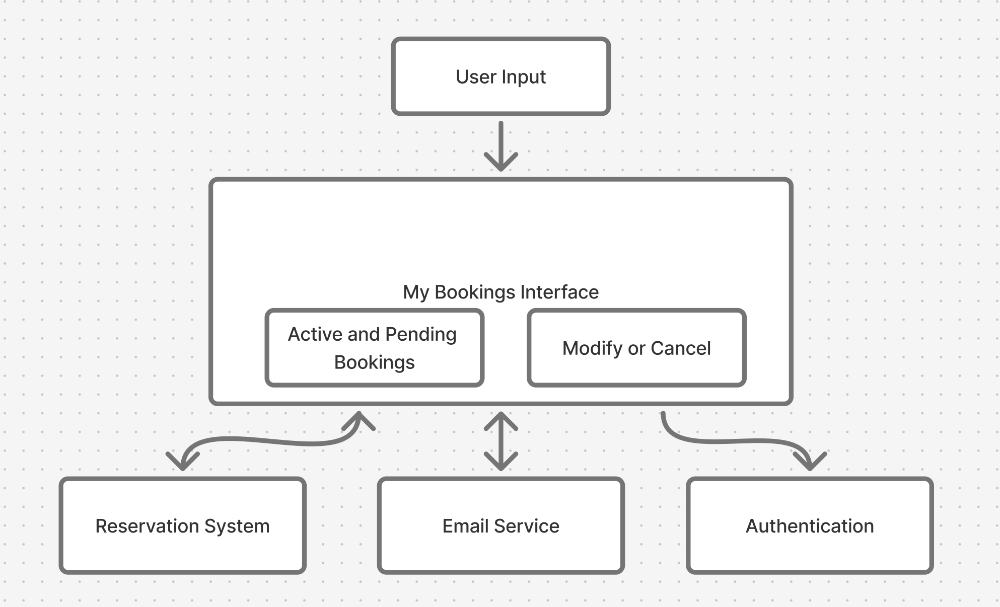 User Input
My Bookings Interface
Active and Pending
Bookings
Modify or Cancel
Reservation System
Email Service
Authentication